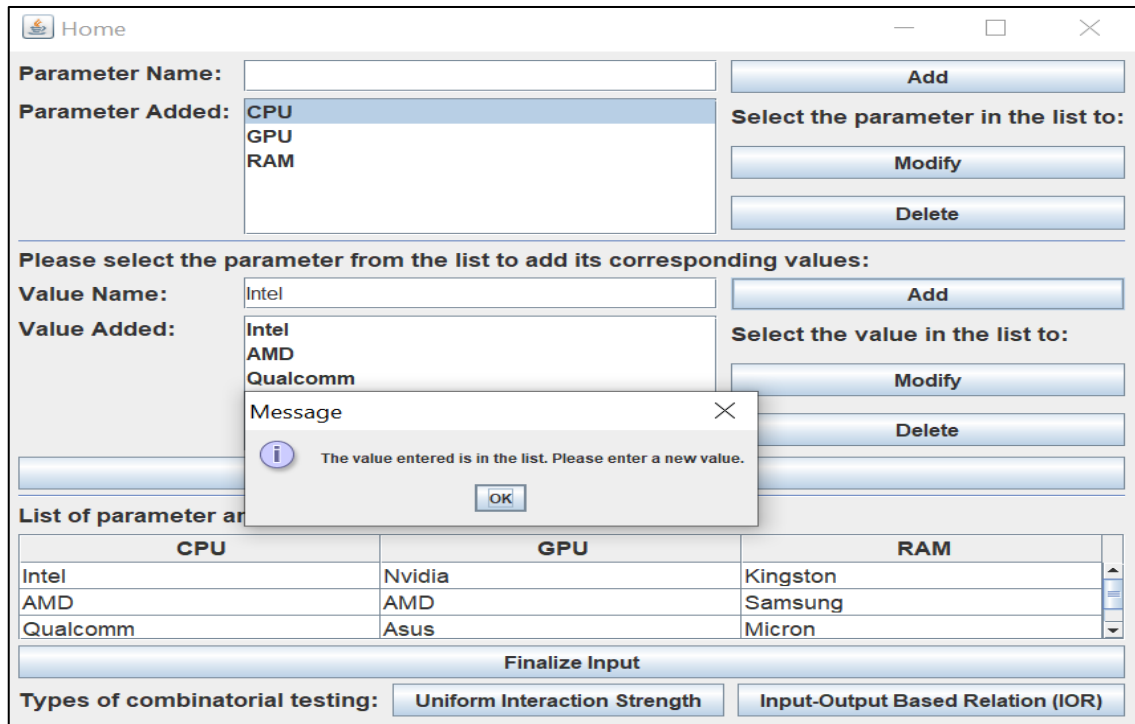 Home
Parameter Name:
Add
Parameter Added:
CPU
GPU
RAM
Select the parameter in the list to:
Modify
Delete
Please select the parameter from the list to add its corresponding values:
Value Name:
Intel
Add
Value Added:
Intel
AMD
Qualcomm
Select the value in the list to:
Modify
Delete
Message
The value entered is in the list. Please enter a new value.
OK
List of parameter
CPU GPU RAM
Intel Nvidia Kingston
AMD AMD Samsung
Qualcomm Asus Micron
Finalize Input
Types of combinatorial testing:
Uniform Interaction Strength
Input-Output Based Relation (IOR)